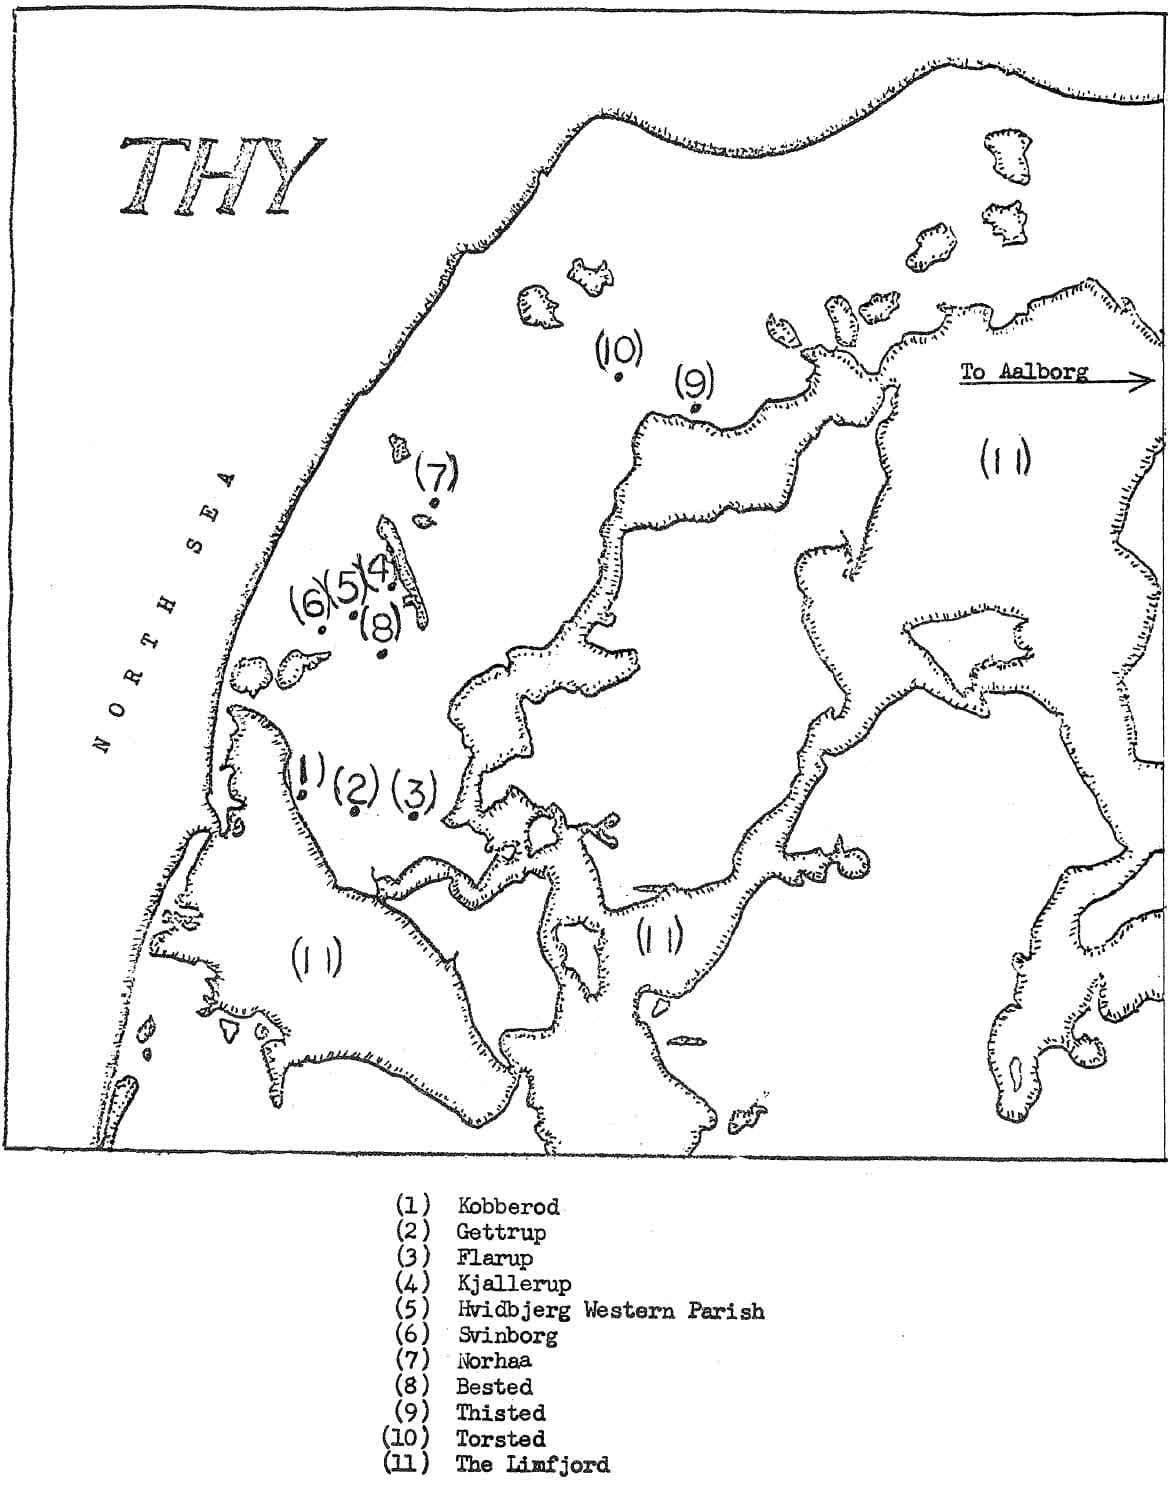 THY
(10)
(9)
To Aalborg
(11)
(7)
NORTH SEA
(4)
(5)
(6)
(8)
1)
(2)
(3)
(11)
(11)
(1) Kobberod
(2) Gettrup
(3) Flarup
(4) Kjallerup
(5) Hvidbjerg Western Parish
(6) Svinborg
(7) Norhaa
(8) Bested
(9) Thisted
(10) Torsted
(11) The Limfjord